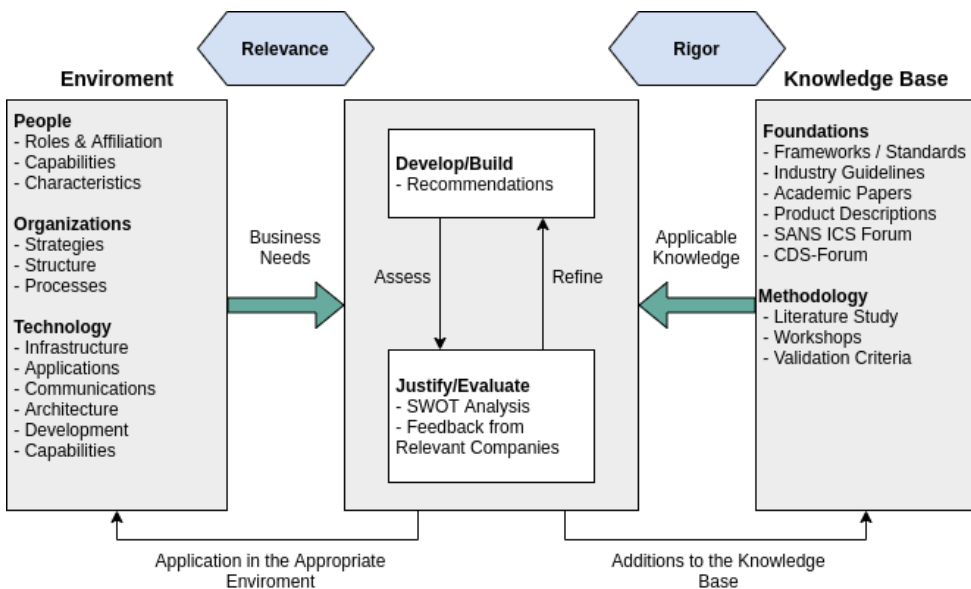 Relevance
Rigor
Enviroment
Knowledge Base
People
- Roles & Affiliation
- Capabilities
- Characteristics
Organizations
- Strategies
- Structure
- Processes
Technology
- Infrastructure
- Applications
- Communications
- Architecture
- Development
- Capabilities
Business
Needs
Develop/Build
- Recommendations
Assess
Refine
Justify/Evaluate
- SWOT Analysis
- Feedback from
Relevant Companies
Applicable
Knowledge
Foundations
- Frameworks / Standards
- Industry Guidelines
- Academic Papers
- Product Descriptions
- SANS ICS Forum
- CDS-Forum
Methodology
- Literature Study
- Workshops
- Validation Criteria
Application in the Appropriate
Enviroment
Additions to the Knowledge
Base